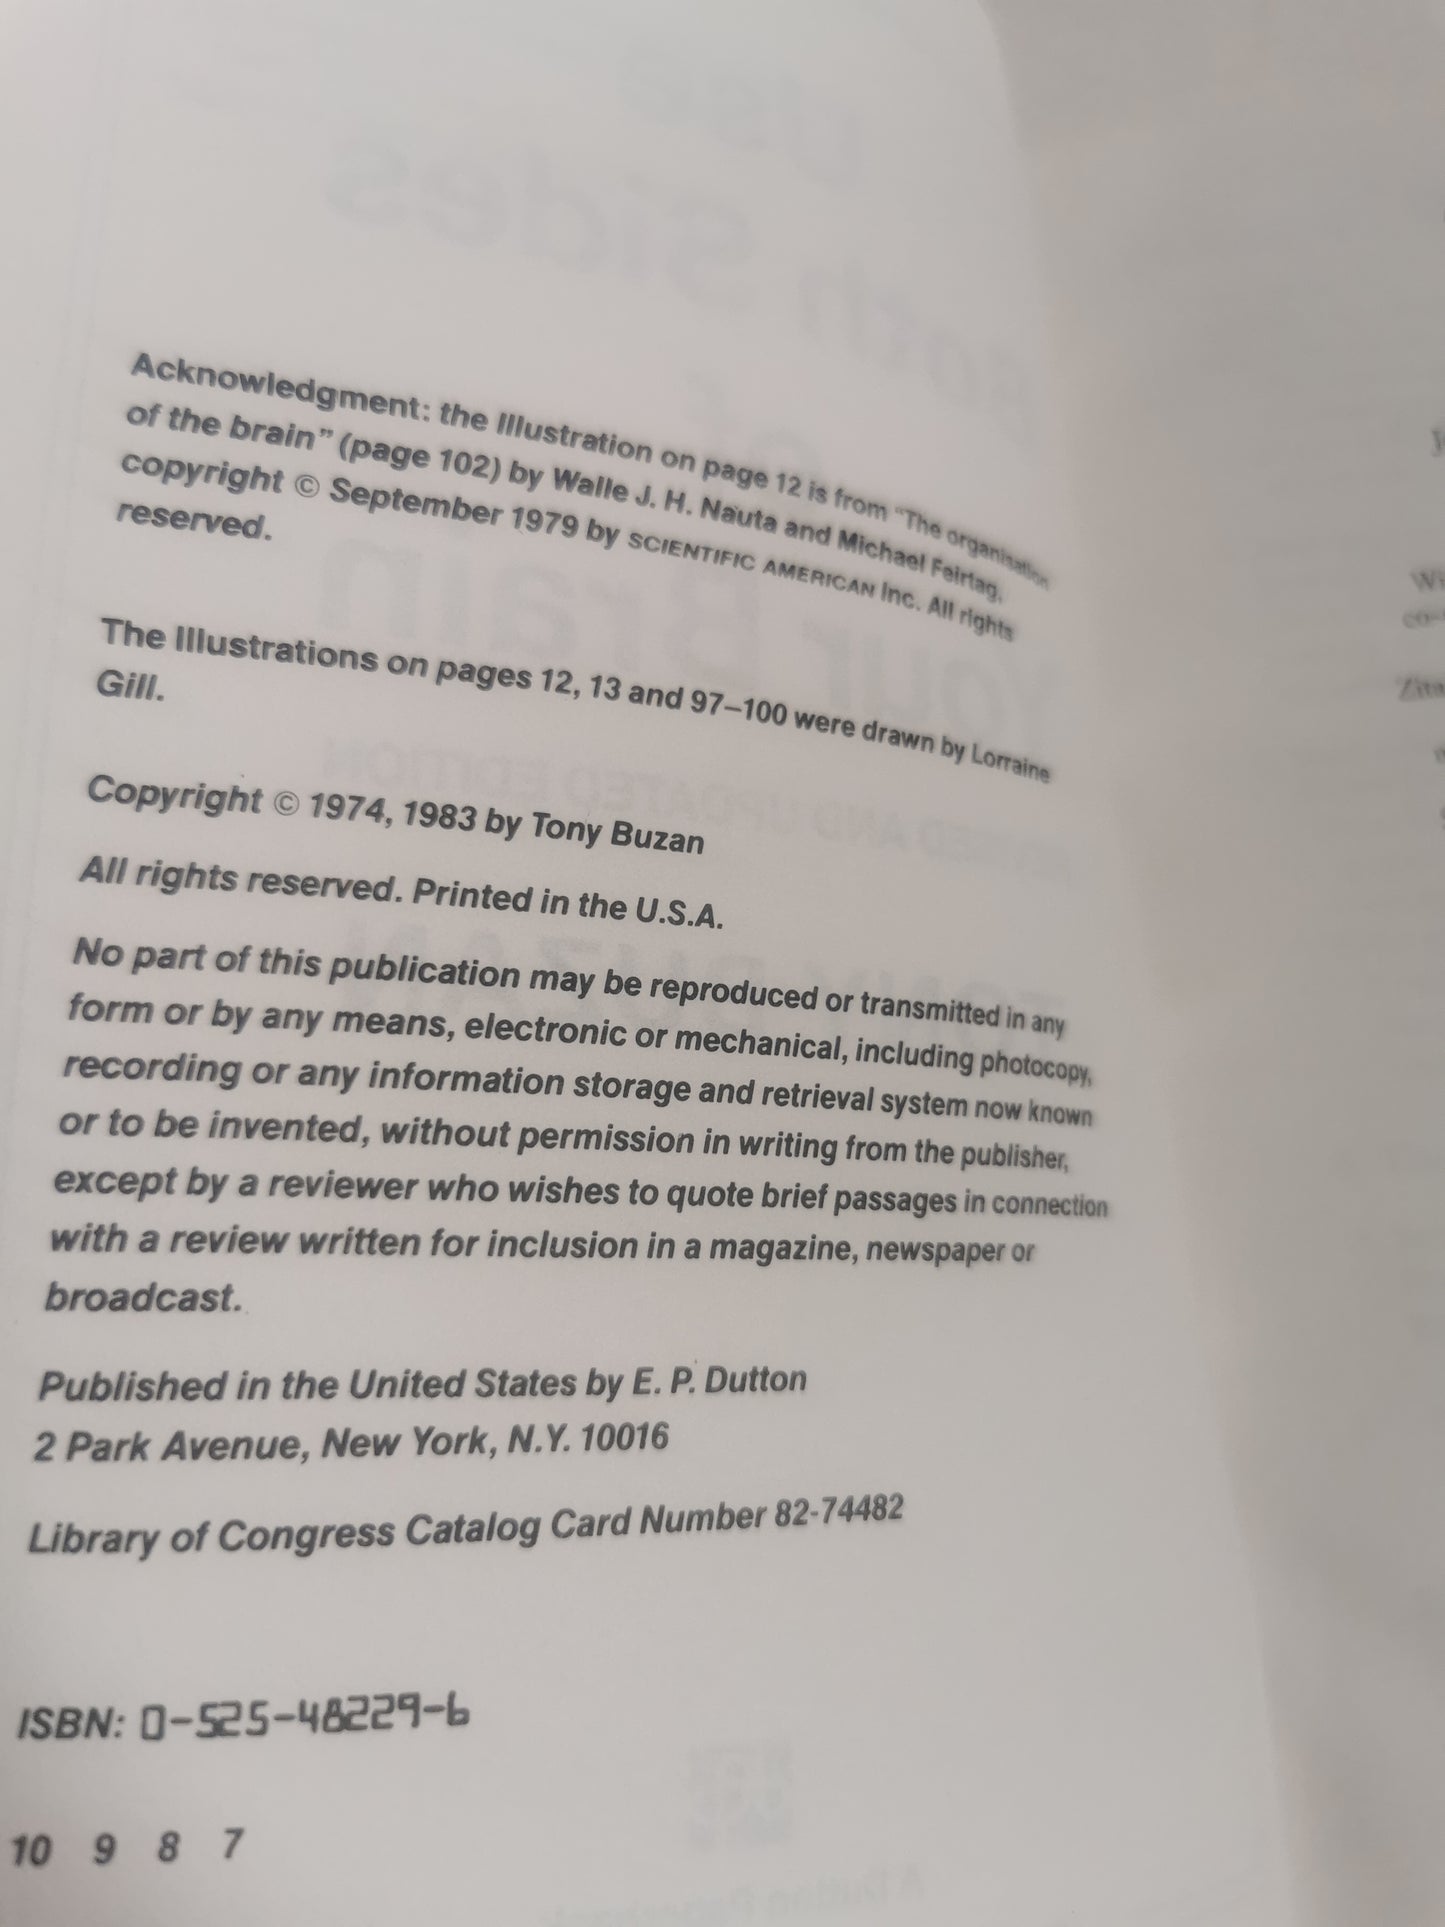 Acknowledgment: the Illustration on page 12 is from "The organisation
of the brain" (page 102) by Walle J. H. Nauta and Michael Feirtag,
copyright © September 1979 by SCIENTIFIC AMERICAN Inc. All rights
reserved.
The Illustrations on pages 12, 13 and 97–100 were drawn by Lorraine
Gill.
Copyright © 1974, 1983 by Tony Buzan
All rights reserved. Printed in the U.S.A.
No part of this publication may be reproduced or transmitted in any
form or by any means, electronic or mechanical, including photocopy,
recording or any information storage and retrieval system now known
or to be invented, without permission in writing from the publisher,
except by a reviewer who wishes to quote brief passages in connection
with a review written for inclusion in a magazine, newspaper or
broadcast.
Published in the United States by E. P. Dutton
2 Park Avenue, New York, N.Y. 10016
Library of Congress Catalog Card Number 82-74482
ISBN: 0-525-48229-6
10 9 8 7